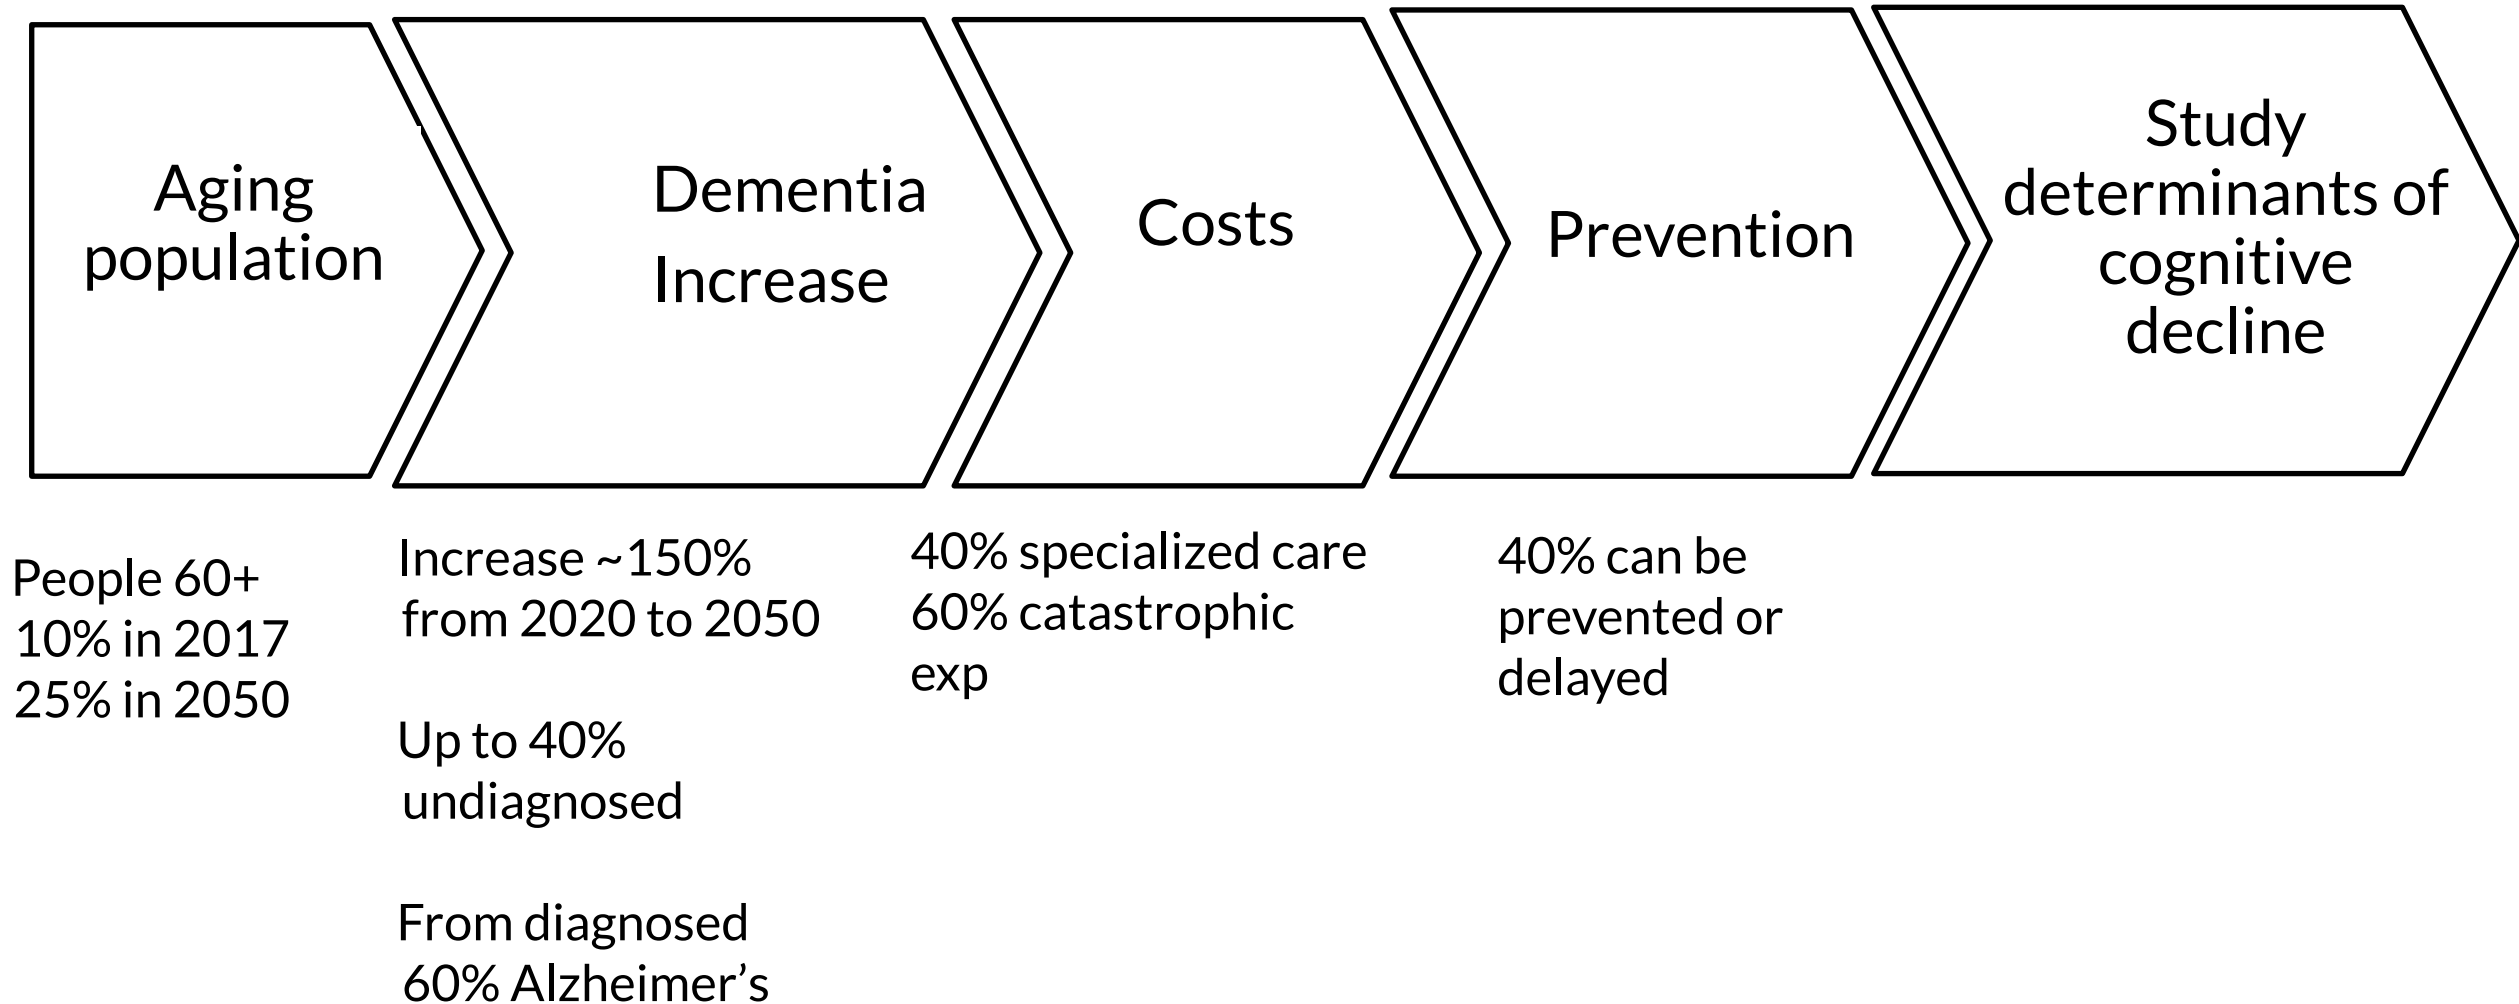 Aging
population
Dementia
Increase
Costs
Prevention
Study
determinants of
cognitive
decline
People 60+
10% in 2017
25% in 2050
Increase ~150%
from 2020 to 2050
Up to 40%
undiagnosed
From diagnosed
60% Alzheimer’s
40% specialized care
60% catastrophic
exp
40% can be
prevented or
delayed